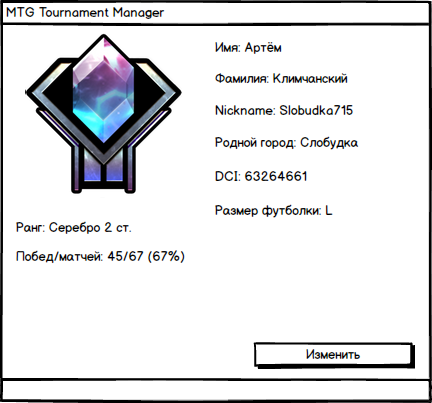 MTG Tournament Manager
Имя: Артём
Фамилия: Климчанский
Nickname: Slobudka715
Родной город: Слобудка
DCI: 63264661
Размер футболки: L
Ранг: Серебро 2 ст.
Побед/матчей: 45/67 (67%)
Изменить